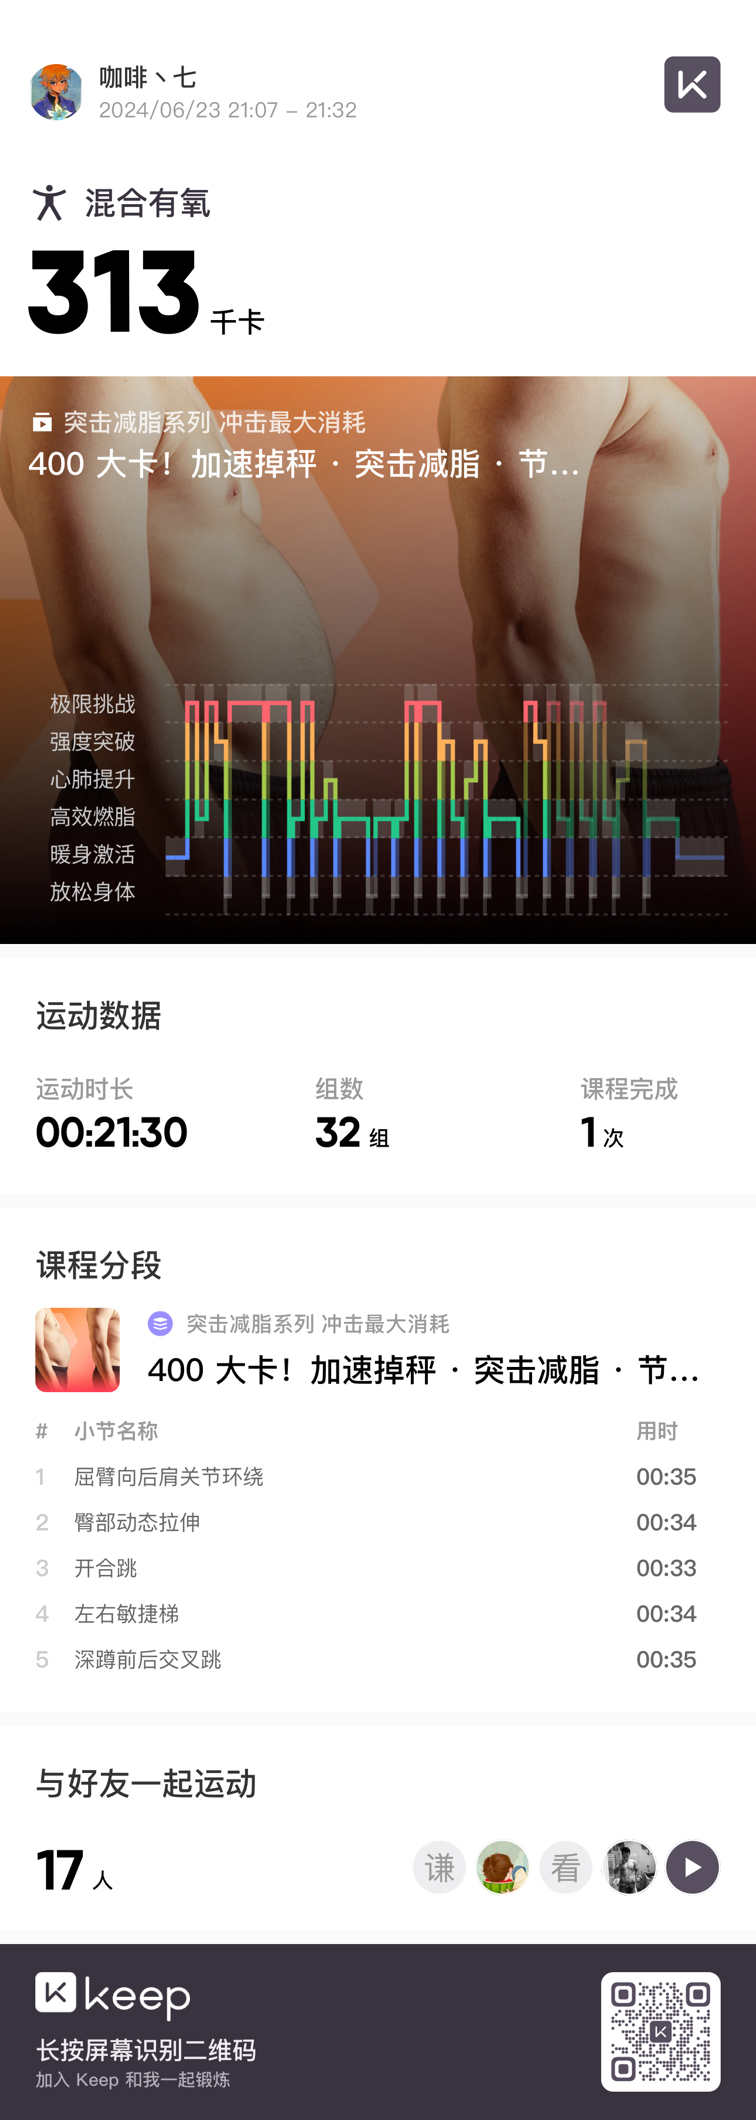 咖啡丶七
2024/06/23 21:07 – 21:32
混合有氧
313 千卡
突击减脂系列 冲击最大消耗
400 大卡！加速掉秤 · 突击减脂 · 节...
极限挑战
强度突破
心肺提升
高效燃脂
暖身激活
放松身体
运动数据
运动时长 组数 课程完成
00:21:30 32 组 1 次
课程分段
突击减脂系列 冲击最大消耗
400 大卡！加速掉秤 · 突击减脂 · 节...
# 小节名称 用时
1 屈臂向后肩关节环绕 00:35
2 臀部动态拉伸 00:34
3 开合跳 00:33
4 左右敏捷梯 00:34
5 深蹲前后交叉跳 00:35
与好友一起运动
17 人 谦 看
keep
长按屏幕识别二维码
加入 Keep 和我一起锻炼